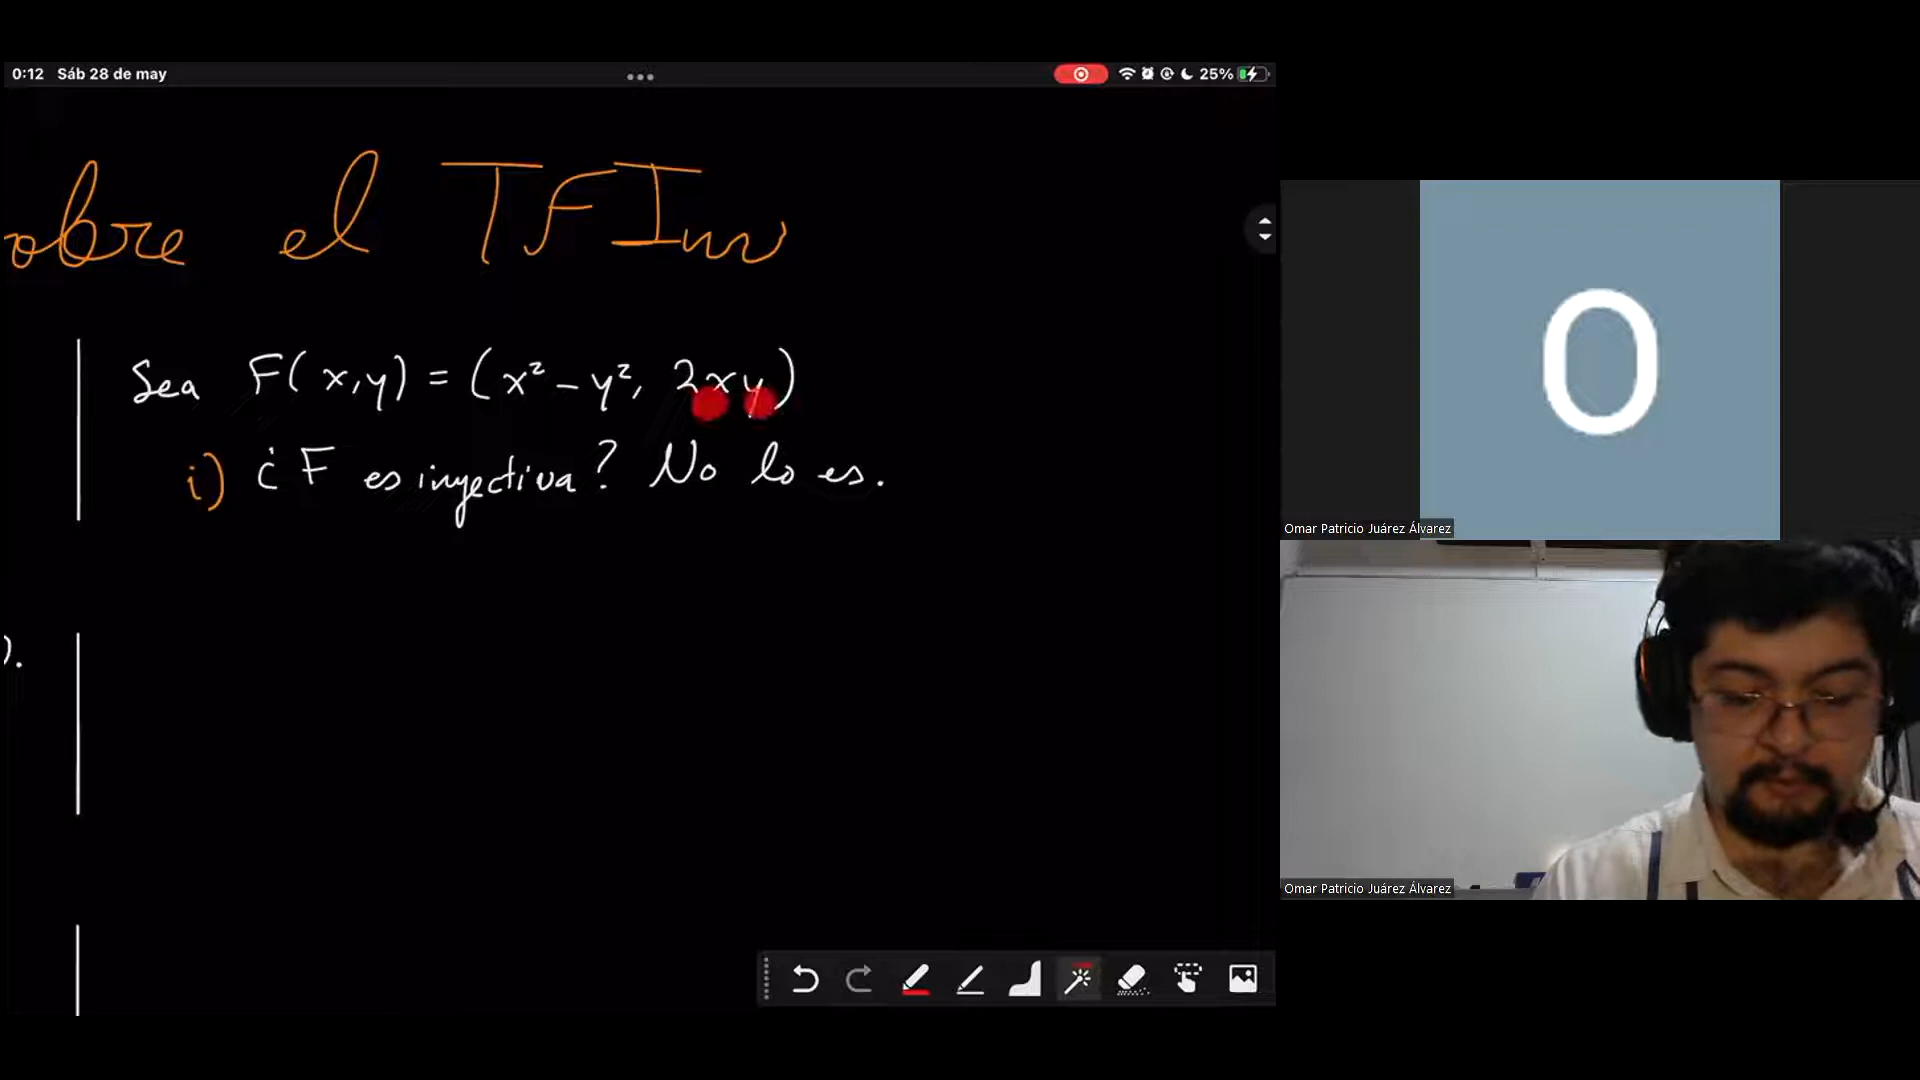 0:12 Sáb 28 de may
25%
obre el TFInv
Sea F(x,y) = (x² - y², 2xy)
i) ¿F es inyectiva? No lo es.
).
O
Omar Patricio Juárez Álvarez
Omar Patricio Juárez Álvarez